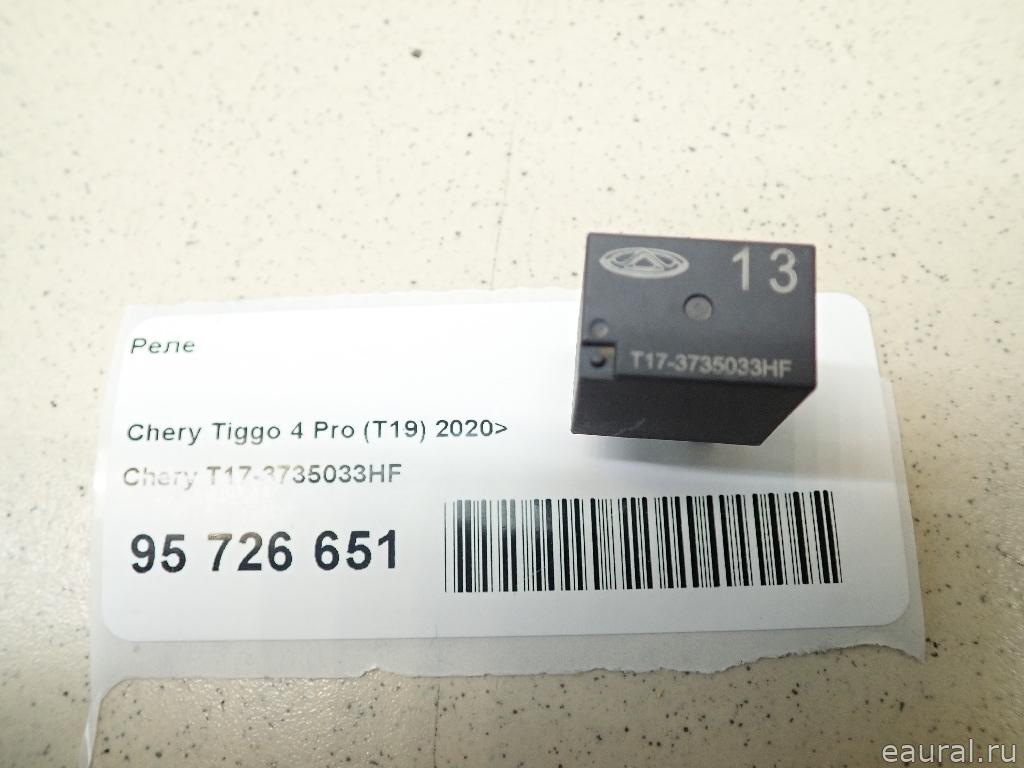 13
T17-3735033HF
Реле
Chery Tiggo 4 Pro (T19) 2020>
Chery T17-3735033HF
95 726 651
eaural.ru